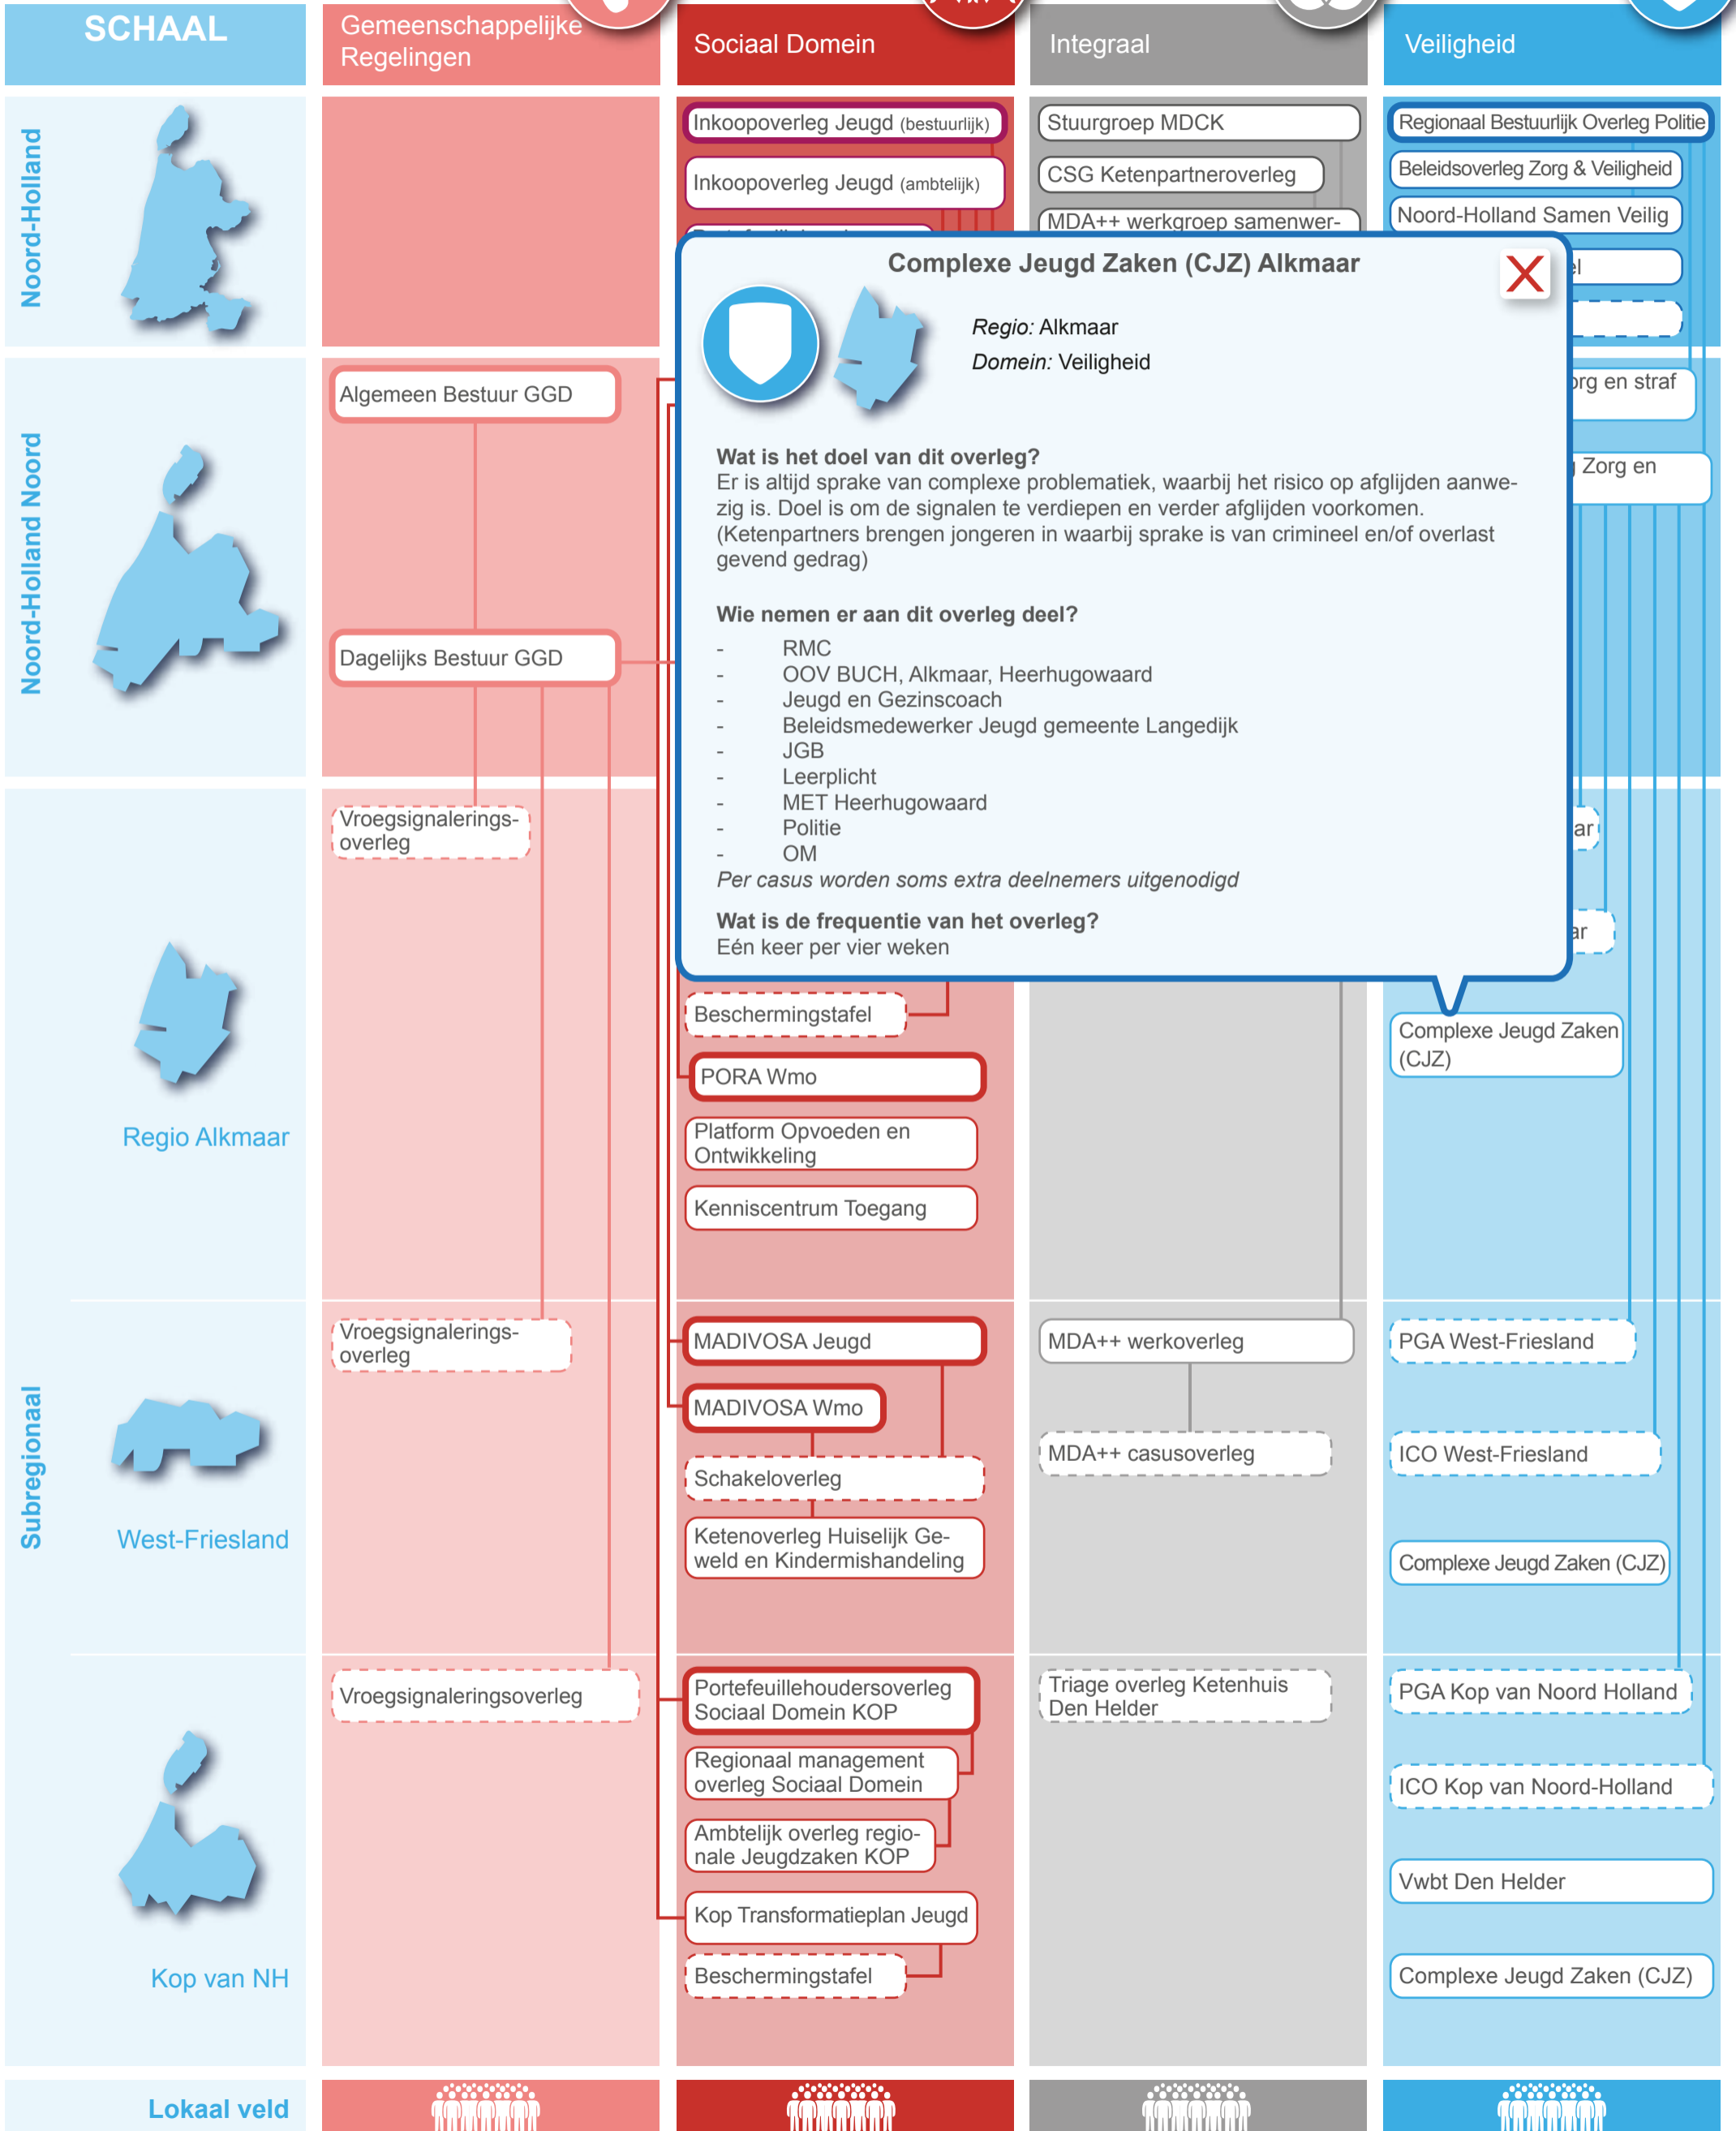 SCHAAL
Gemeenschappelijke
Regelingen
Sociaal Domein
Integraal
Veiligheid
Noord-Holland
Inkoopoverleg Jeugd (bestuurlijk)
Inkoopoverleg Jeugd (ambtelijk)
Stuurgroep MDCK
CSG Ketenpartneroverleg
MDA++ werkgroep samenwer-
Regionaal Bestuurlijk Overleg Politie
Beleidsoverleg Zorg & Veiligheid
Noord-Holland Samen Veilig
Complexe Jeugd Zaken (CJZ) Alkmaar
X
Regio: Alkmaar
Domein: Veiligheid
Wat is het doel van dit overleg?
Er is altijd sprake van complexe problematiek, waarbij het risico op afglijden aanwe-
zig is. Doel is om de signalen te verdiepen en verder afglijden voorkomen.
(Ketenpartners brengen jongeren in waarbij sprake is van crimineel en/of overlast
gevend gedrag)
Wie nemen er aan dit overleg deel?
- RMC
- OOV BUCH, Alkmaar, Heerhugowaard
- Jeugd en Gezinscoach
- Beleidsmedewerker Jeugd gemeente Langedijk
- JGB
- Leerplicht
- MET Heerhugowaard
- Politie
- OM
Per casus worden soms extra deelnemers uitgenodigd
Wat is de frequentie van het overleg?
Eén keer per vier weken
Noord-Holland Noord
Algemeen Bestuur GGD
Dagelijks Bestuur GGD
en straf
Zorg en
Subregionaal
Regio Alkmaar
Vroegsignalerings-
overleg
Beschermingstafel
PORA Wmo
Platform Opvoeden en
Ontwikkeling
Kenniscentrum Toegang
Complexe Jeugd Zaken
(CJZ)
West-Friesland
Vroegsignalerings-
overleg
MADIVOSA Jeugd
MADIVOSA Wmo
Schakeloverleg
Ketenoverleg Huiselijk Ge-
weld en Kindermishandeling
MDA++ werkoverleg
MDA++ casusoverleg
PGA West-Friesland
ICO West-Friesland
Complexe Jeugd Zaken (CJZ)
Kop van NH
Vroegsignaleringsoverleg
Portefeuillehoudersoverleg
Sociaal Domein KOP
Regionaal management
overleg Sociaal Domein
Ambtelijk overleg regio-
nale Jeugdzaken KOP
Kop Transformatieplan Jeugd
Beschermingstafel
Triage overleg Ketenhuis
Den Helder
PGA Kop van Noord Holland
ICO Kop van Noord-Holland
Vwbt Den Helder
Complexe Jeugd Zaken (CJZ)
Lokaal veld